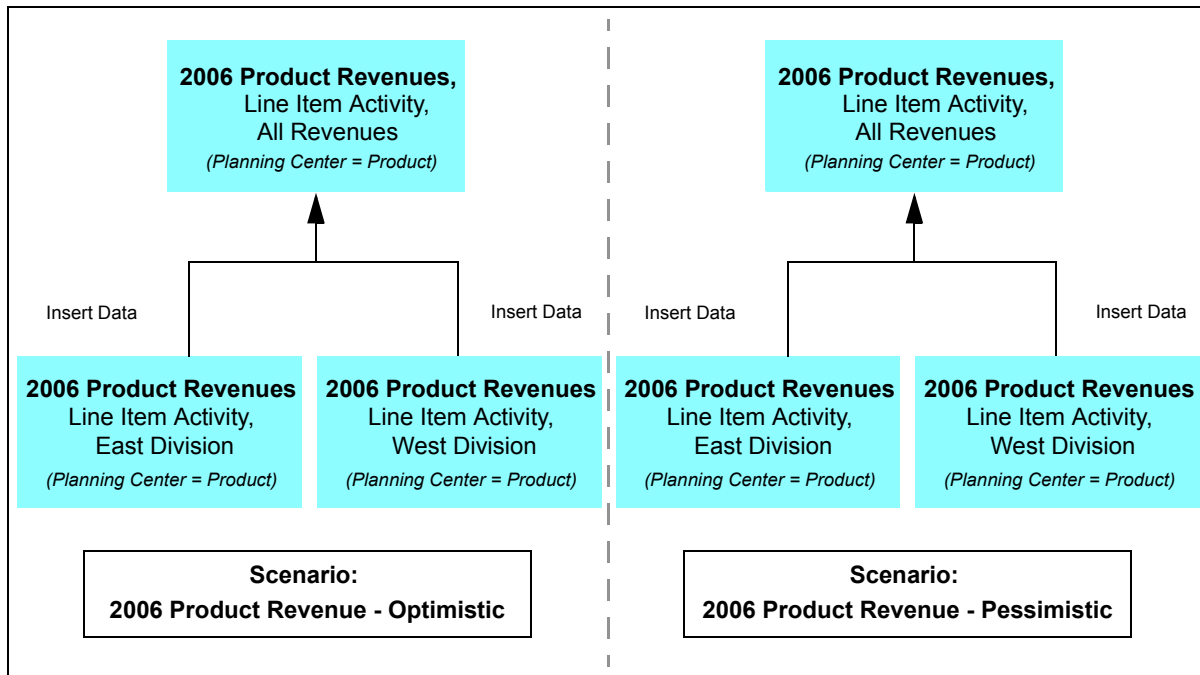 2006 Product Revenues,
Line Item Activity,
All Revenues
(Planning Center = Product)
Insert Data
Insert Data
2006 Product Revenues
Line Item Activity,
East Division
(Planning Center = Product)
2006 Product Revenues
Line Item Activity,
West Division
(Planning Center = Product)
Scenario:
2006 Product Revenue - Optimistic
2006 Product Revenues,
Line Item Activity,
All Revenues
(Planning Center = Product)
Insert Data
Insert Data
2006 Product Revenues
Line Item Activity,
East Division
(Planning Center = Product)
2006 Product Revenues
Line Item Activity,
West Division
(Planning Center = Product)
Scenario:
2006 Product Revenue - Pessimistic